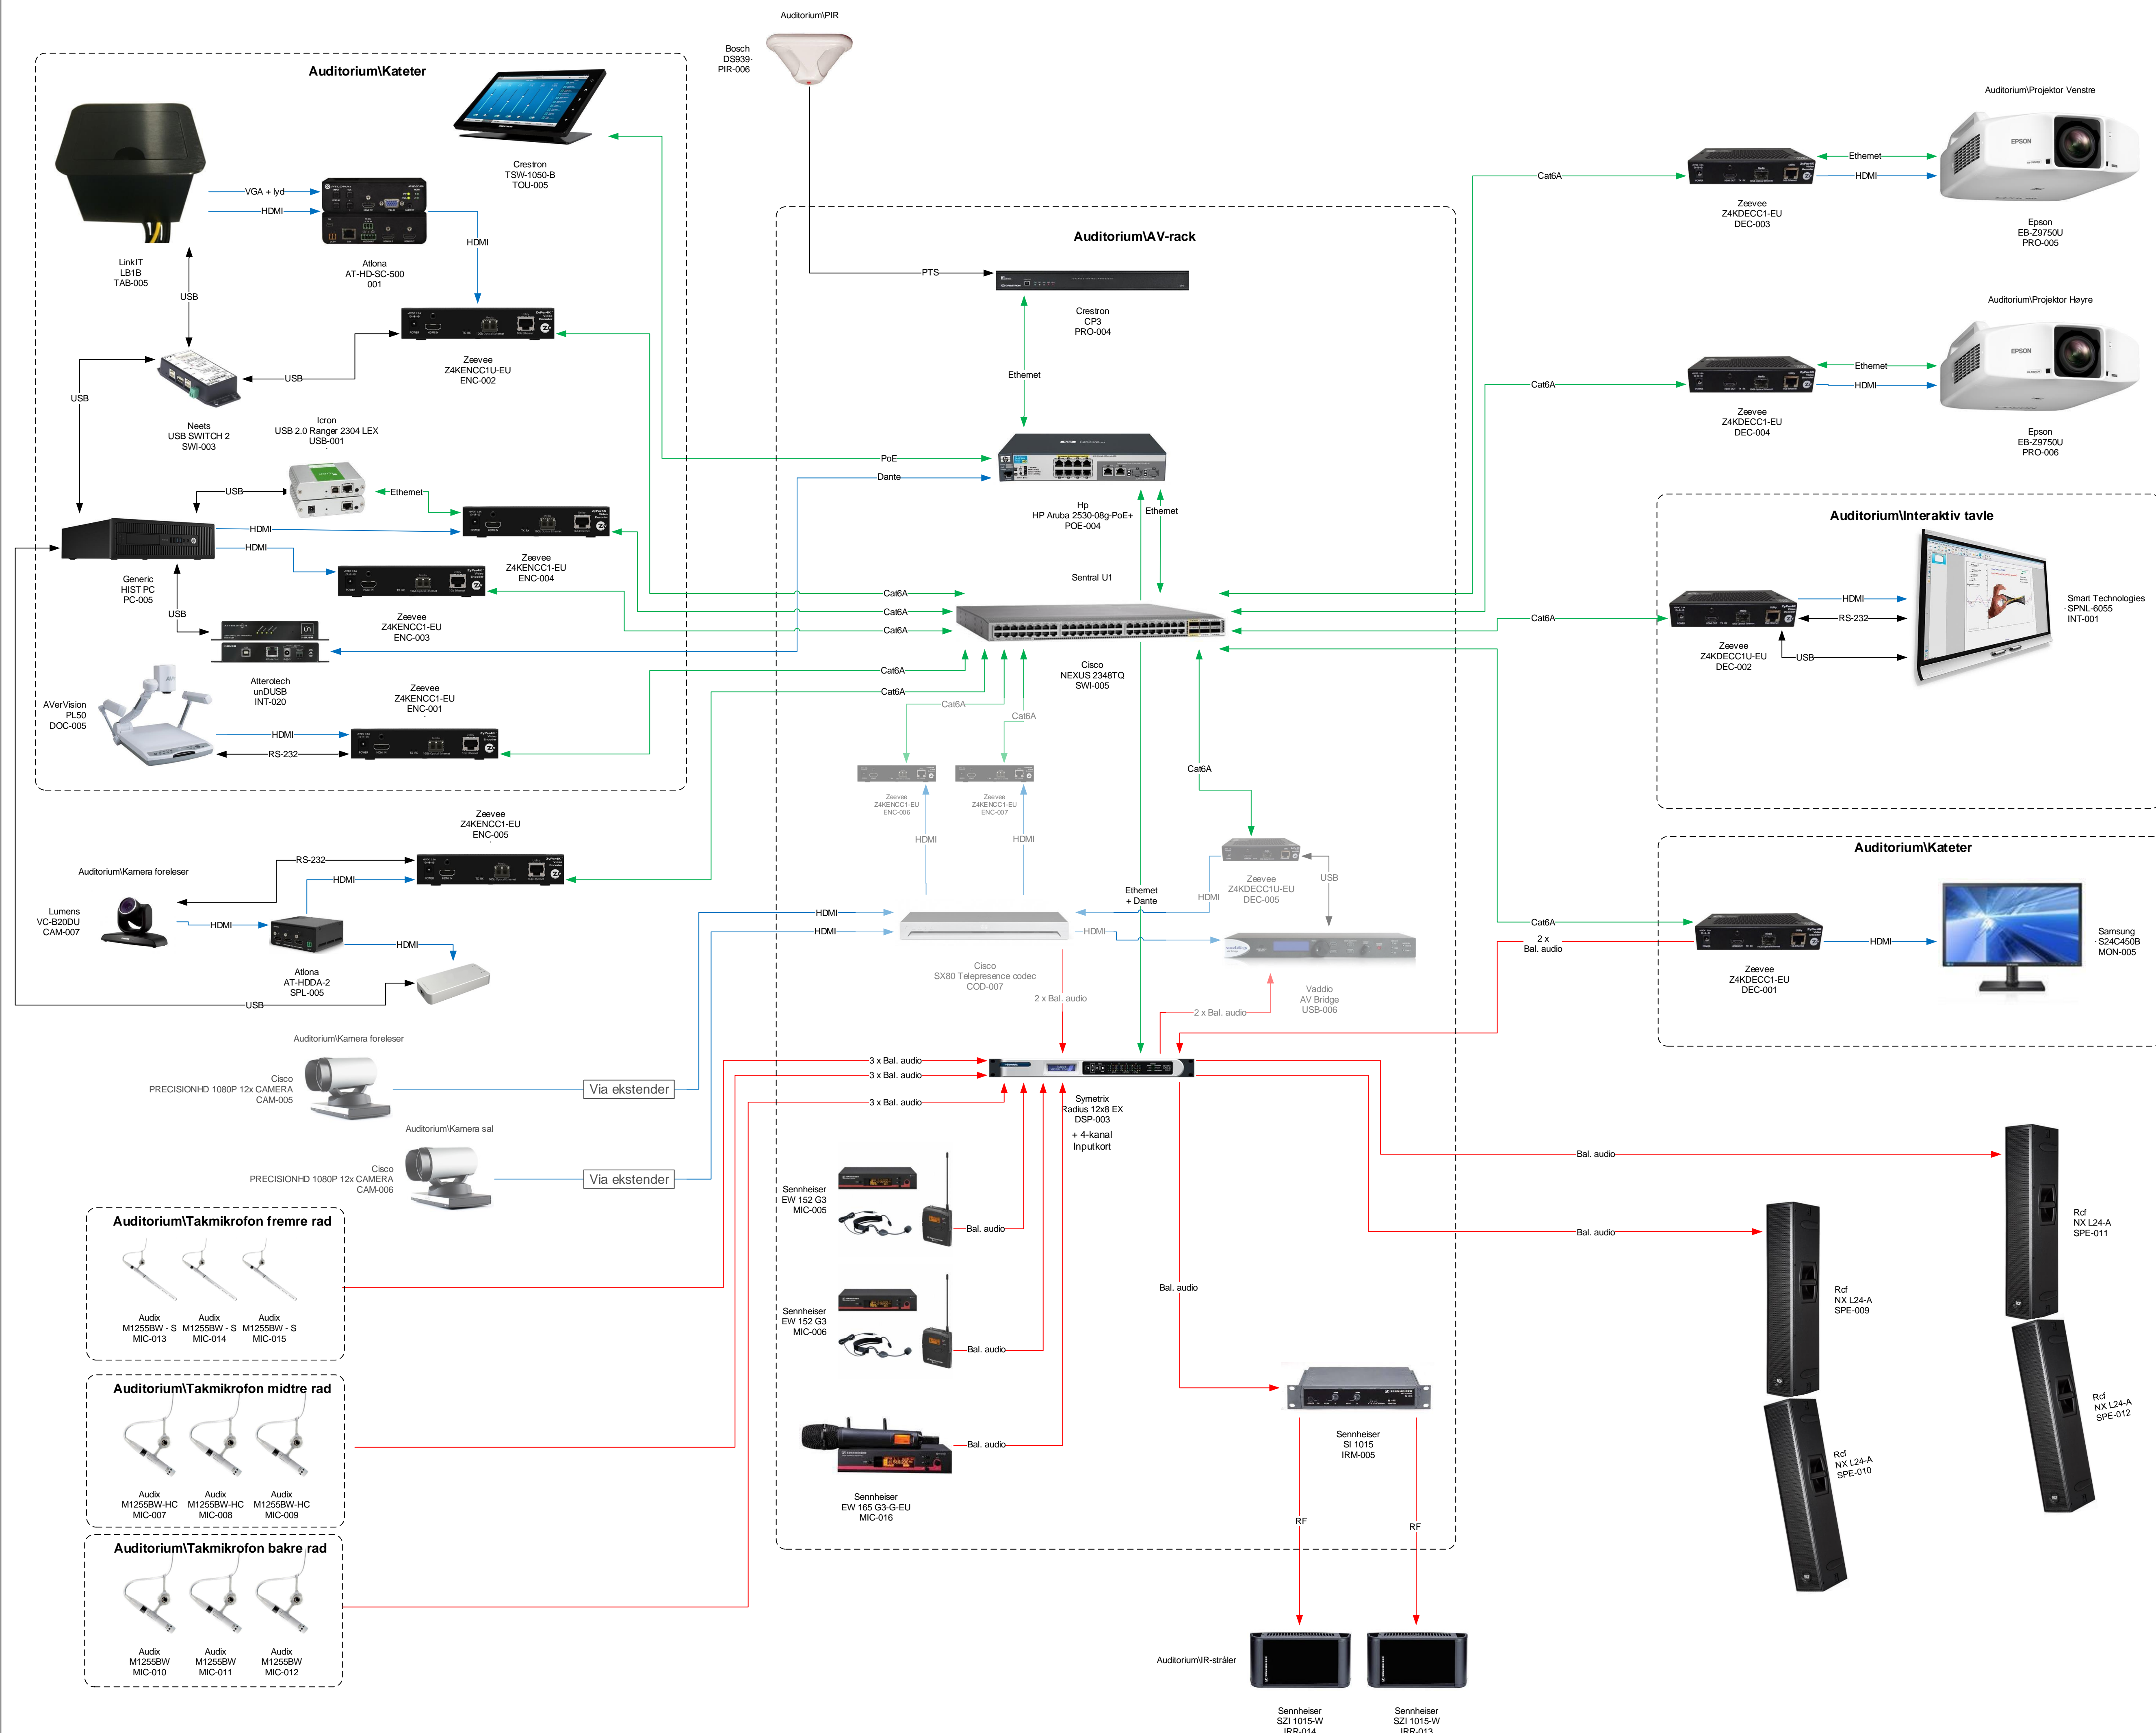 Auditorium\PIR
Bosch
DS939
PIR-006
Auditorium\Kateter
Crestron
TSW-1050-B
TOU-005
VGA + lyd
HDMI
HDMI
LinkIT
LB1B
TAB-005
Atlona
AT-HD-SC-500
001
USB
Zeevee
Z4KENCC1U-EU
ENC-002
USB
USB
Neets
USB SWITCH 2
SWI-003
Icron
USB 2.0 Ranger 2304 LEX
USB-001
USB
Ethernet
HDMI
HDMI
Zeevee
Z4KENCC1-EU
ENC-004
Generic
HIST PC
PC-005
Zeevee
Z4KENCC1-EU
ENC-003
USB
Atterotech
unDUSB
INT-020
AVerVision
PL50
DOC-005
Zeevee
Z4KENCC1-EU
ENC-001
HDMI
RS-232
Zeevee
Z4KENCC1-EU
ENC-005
RS-232
HDMI
Auditorium\Kamera foreleser
Lumens
VC-B20DU
CAM-007
HDMI
HDMI
Atlona
AT-HDDA-2
SPL-005
USB
Auditorium\Kamera foreleser
Cisco
PRECISIONHD 1080P 12x CAMERA
CAM-005
Via ekstender
Auditorium\Kamera sal
Cisco
PRECISIONHD 1080P 12x CAMERA
CAM-006
Via ekstender
Auditorium\Takmikrofon fremre rad
Audix
M1255BW - S
MIC-013
Audix
M1255BW - S
MIC-014
Audix
M1255BW - S
MIC-015
Auditorium\Takmikrofon midtre rad
Audix
M1255BW-HC
MIC-007
Audix
M1255BW-HC
MIC-008
Audix
M1255BW-HC
MIC-009
Auditorium\Takmikrofon bakre rad
Audix
M1255BW
MIC-010
Audix
M1255BW
MIC-011
Audix
M1255BW
MIC-012
Auditorium\AV-rack
PTS
Crestron
CP3
PRO-004
Ethernet
PoE
Dante
Hp
HP Aruba 2530-08g-PoE+
POE-004
Ethernet
Sentral U1
Cat6A
Cat6A
Cat6A
Cat6A
Cat6A
Cisco
NEXUS 2348TQ
SWI-005
Cat6A
Cat6A
Cat6A
Zeevee
Z4KENCC1-EU
ENC-006
Zeevee
Z4KENCC1-EU
ENC-007
HDMI
HDMI
Zeevee
Z4KDECC1U-EU
DEC-005
USB
HDMI
Ethernet
+ Dante
HDMI
HDMI
HDMI
Cisco
SX80 Telepresence codec
COD-007
2 x Bal. audio
Vaddio
AV Bridge
USB-006
2 x Bal. audio
3 x Bal. audio
3 x Bal. audio
3 x Bal. audio
Symetrix
Radius 12x8 EX
DSP-003
+ 4-kanal
Inputkort
Sennheiser
EW 152 G3
MIC-005
Bal. audio
Sennheiser
EW 152 G3
MIC-006
Bal. audio
Sennheiser
EW 165 G3-G-EU
MIC-016
Bal. audio
Bal. audio
Sennheiser
SI 1015
IRM-005
RF
RF
Auditorium\IR-stråler
Sennheiser
SZI 1015-W
IRR-014
Sennheiser
SZI 1015-W
IRR-013
Auditorium\Projektor Venstre
Cat6A
Zeevee
Z4KDECC1-EU
DEC-003
Ethernet
HDMI
EPSON
Epson
EB-Z9750U
PRO-005
Auditorium\Projektor Høyre
Cat6A
Zeevee
Z4KDECC1-EU
DEC-004
Ethernet
HDMI
EPSON
Epson
EB-Z9750U
PRO-006
Auditorium\Interaktiv tavle
Cat6A
Zeevee
Z4KDECC1U-EU
DEC-002
HDMI
RS-232
USB
Smart Technologies
SPNL-6055
INT-001
Auditorium\Kateter
Cat6A
2 x
Bal. audio
Zeevee
Z4KDECC1-EU
DEC-001
HDMI
Samsung
S24C450B
MON-005
Bal. audio
Bal. audio
Rcf
NX L24-A
SPE-011
Rcf
NX L24-A
SPE-009
Rcf
NX L24-A
SPE-012
Rcf
NX L24-A
SPE-010
HDMI